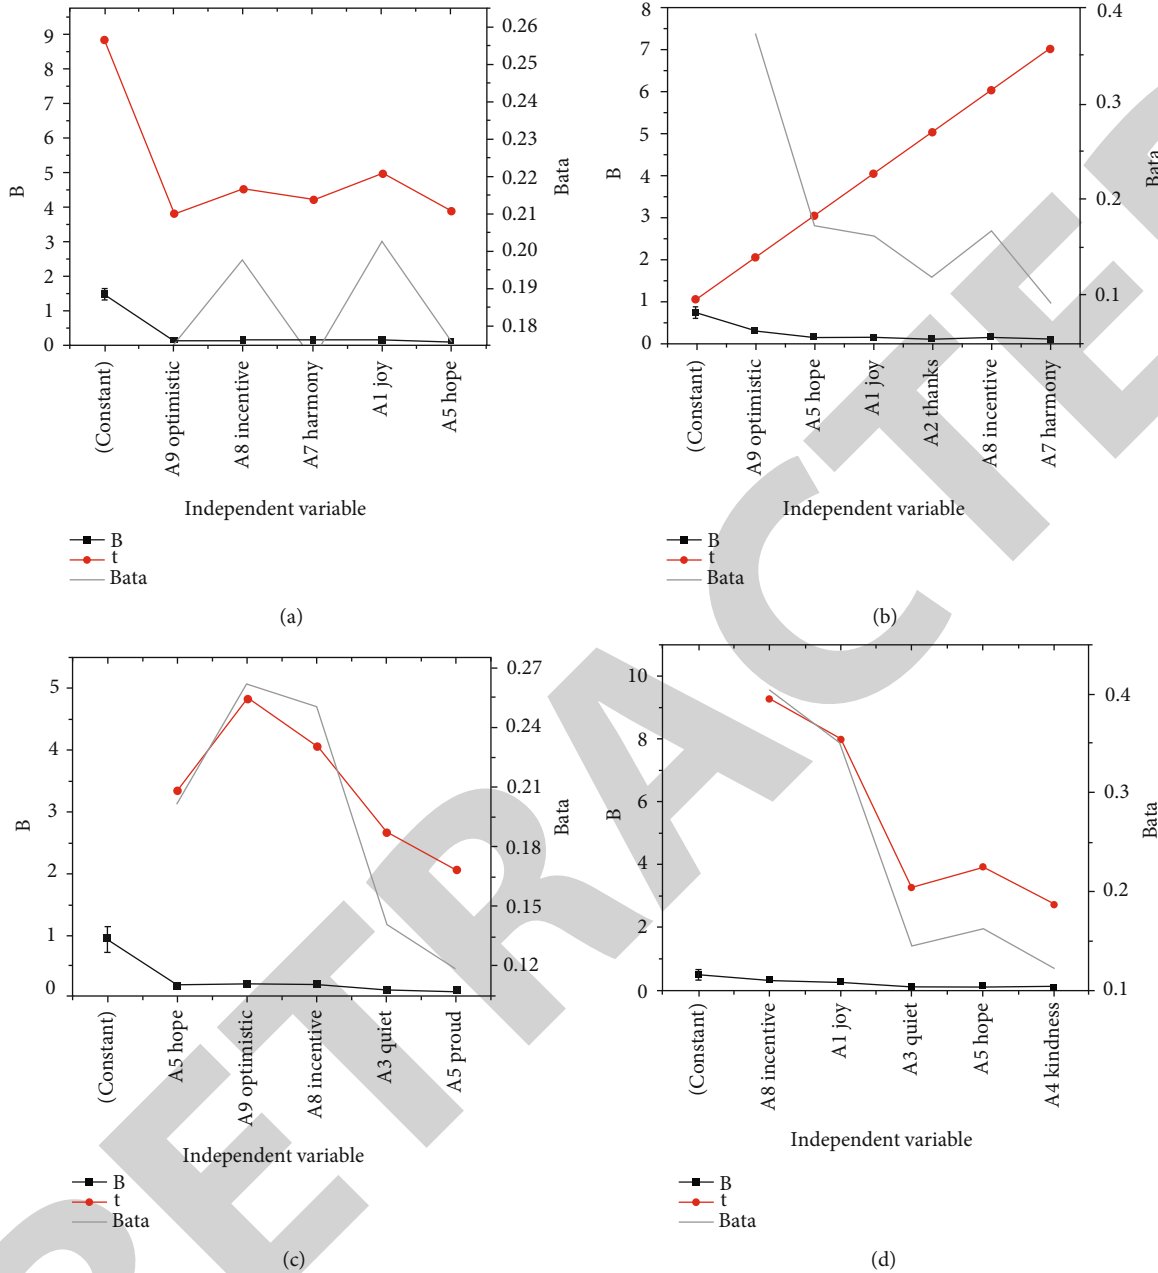 9
8
7
6
5
4
3
2
1
0
B
0.26
0.25
0.24
0.23
0.22
0.21
0.20
0.19
0.18
Bata
(Constant)
A9 optimistic
A8 incentive
A7 harmony
A1 joy
A5 hope
Independent variable
B
t
Bata
(a)
8
7
6
5
4
3
2
1
0
B
0.4
0.3
0.2
0.1
Bata
(Constant)
A9 optimistic
A5 hope
A1 joy
A2 thanks
A8 incentive
A7 harmony
Independent variable
B
t
Bata
(b)
5
4
3
2
1
0
B
0.27
0.24
0.21
0.18
0.15
0.12
Bata
(Constant)
A5 hope
A9 optimistic
A8 incentive
A3 quiet
A5 proud
Independent variable
B
t
Bata
(c)
10
8
6
4
2
0
B
0.4
0.3
0.2
0.1
Bata
(Constant)
A8 incentive
A1 joy
A3 quiet
A5 hope
A4 kindness
Independent variable
B
t
Bata
(d)
RETRACTED